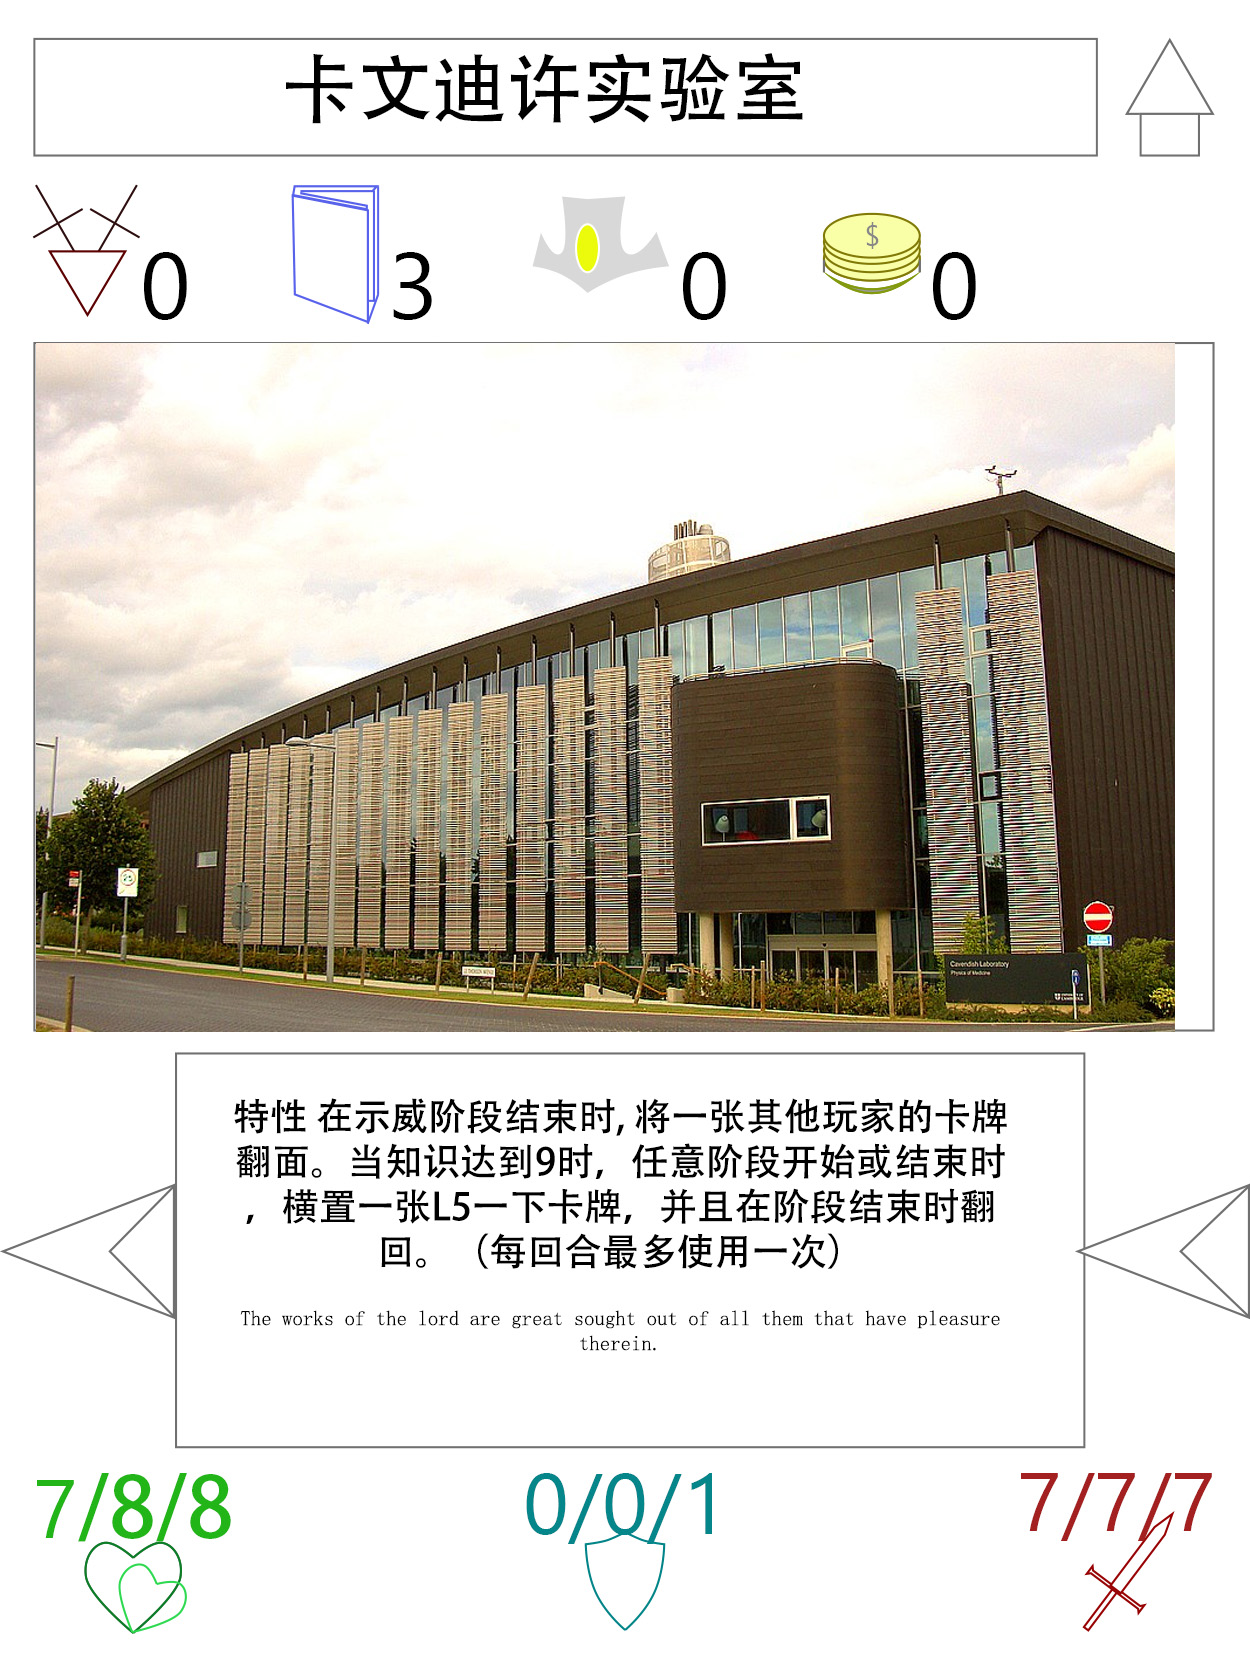 卡文迪许实验室
0
3
0
$
0
Cavendish Laboratory
Physics of Medicine
特性 在示威阶段结束时, 将一张其他玩家的卡牌
翻面。当知识达到9时，任意阶段开始或结束时
，横置一张L5一下卡牌，并且在阶段结束时翻
回。（每回合最多使用一次）
The works of the lord are great sought out of all them that have pleasure
therein.
7/8/8
0/0/1
7/7/7